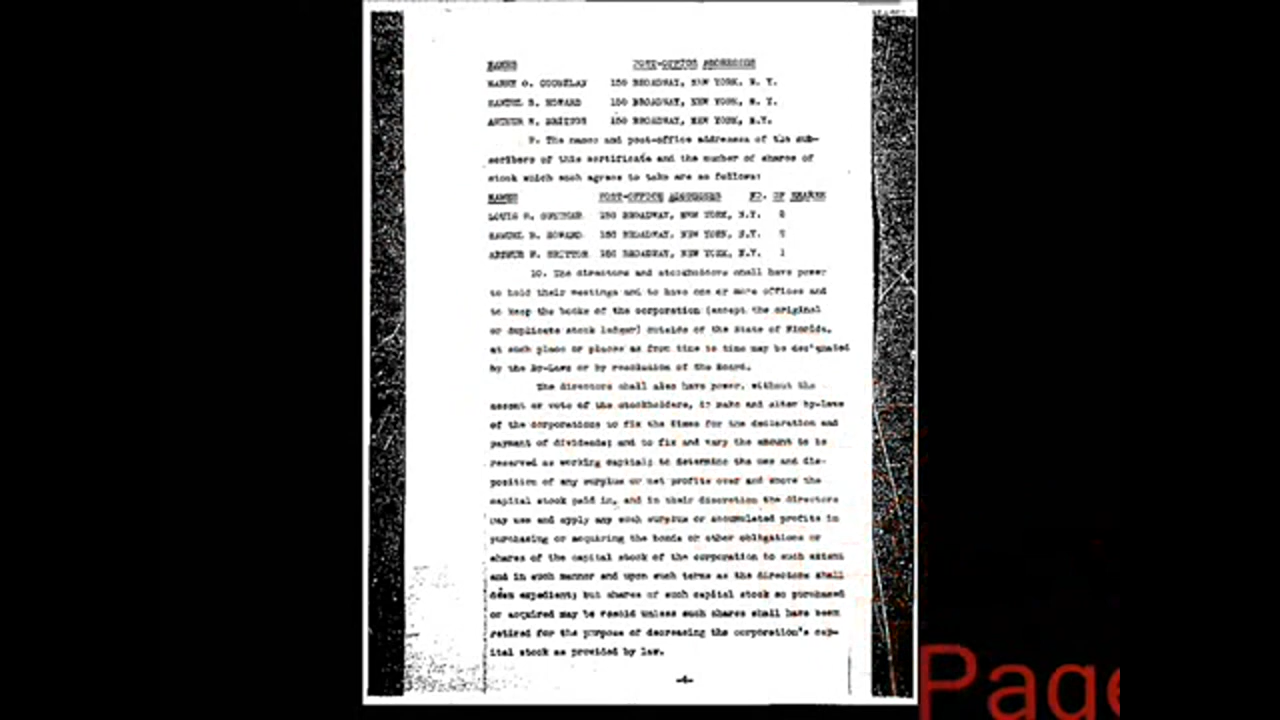 NAMES POST-OFFICE ADDRESSES
HARRY O. COUGHLAN 150 BROADWAY, NEW YORK, N. Y.
SAMUEL B. HOWARD 150 BROADWAY, NEW YORK, N. Y.
ARTHUR W. BRITTON 150 BROADWAY, NEW YORK, N.Y.
9. The names and post-office addresses of the sub-
scribers of this certificate and the number of shares of
stock which each agrees to take are as follows:
NAMES POST-OFFICE ADDRESSES NO. OF SHARES
LOUIS 150 BROADWAY, NEW YORK, N.Y. 2
SAMUEL B. HOWARD 150 BROADWAY, NEW YORK, N.Y.
ARTHUR W. BRITTON 150 BROADWAY, NEW YORK, N.Y. 1
10. The directors and stockholders shall have power
to hold their meetings and to have one or more offices and
to keep the books of the corporation (except the original
or duplicate stock ledger) outside of the State of Florida,
at such place or places as from time to time may be designated
by the By-Laws or by resolution of the Board.
The directors shall also have power, without the
assent or vote of the stockholders, to make and alter by-laws
of the corporation; to fix the times for the declaration and
payment of dividends; and to fix and vary the amount to be
reserved as working capital; to determine the use and dis-
position of any surplus or net profits over and above the
capital stock paid in, and in their discretion the directors
may use and apply any such surplus or accumulated profits in
purchasing or acquiring the bonds or other obligations or
shares of the capital stock of the corporation to such extent
and in such manner and upon such terms as the directors shall
deem expedient; but shares of such capital stock so purchased
or acquired may be resold unless such shares shall have been
retired for the purpose of decreasing the corporation's cap-
ital stock as provided by law.
-4-
Page